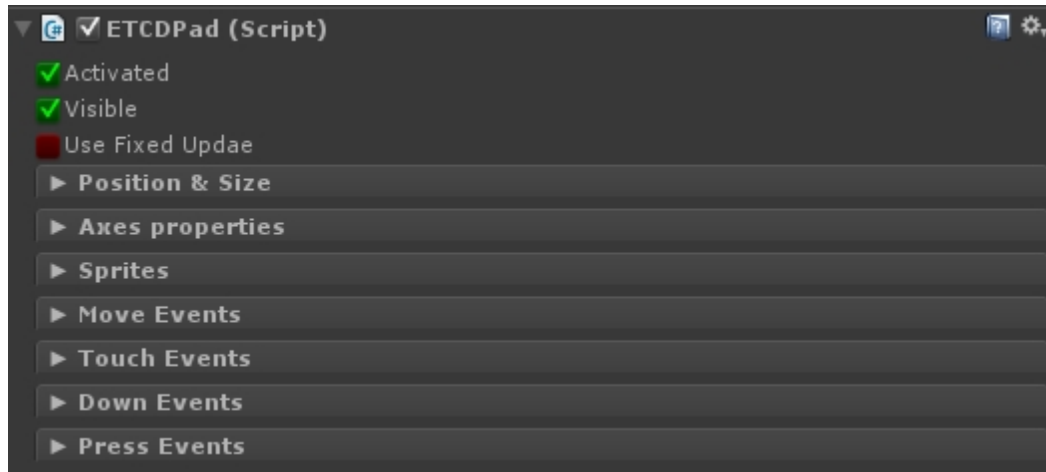 ETCDPad (Script)
Activated
Visible
Use Fixed Updae
Position & Size
Axes properties
Sprites
Move Events
Touch Events
Down Events
Press Events